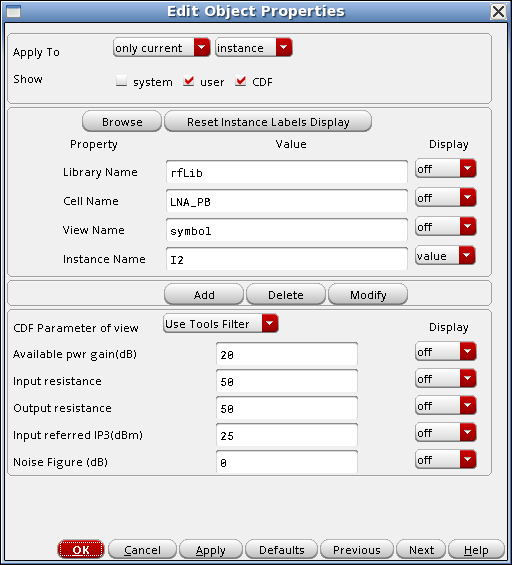 Edit Object Properties
Apply To only current instance
Show system user CDF
Browse Reset Instance Labels Display
Property Value Display
Library Name rfLib off
Cell Name LNA_PB off
View Name symbol off
Instance Name I2 value
Add Delete Modify
CDF Parameter of view Use Tools Filter Display
Available pwr gain(dB) 20 off
Input resistance 50 off
Output resistance 50 off
Input referred IP3(dBm) 25 off
Noise Figure (dB) 0 off
OK Cancel Apply Defaults Previous Next Help